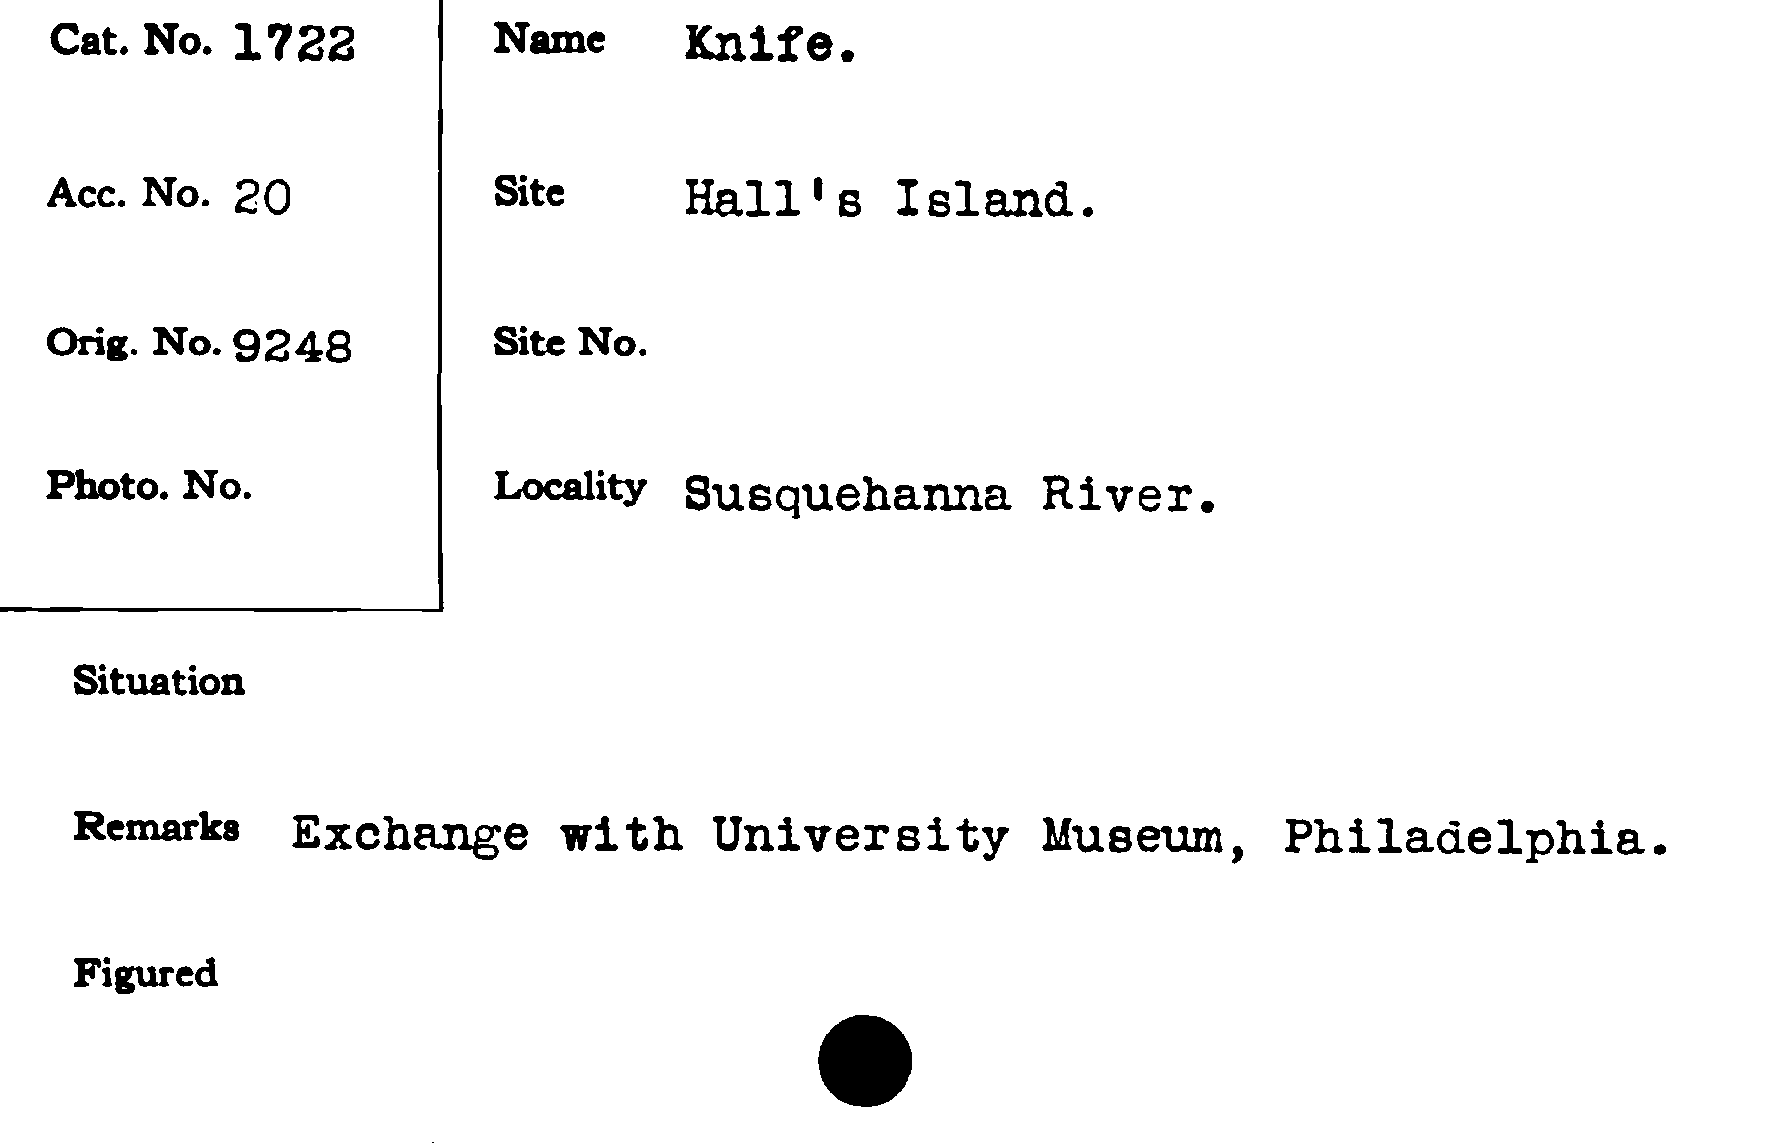 Cat. No. 1722
Acc. No. 20
Orig. No. 9248
Photo. No.
Name Knife.
Site Hall's Island.
Site No.
Locality Susquehanna River.
Situation
Remarks Exchange with University Museum, Philadelphia.
Figured